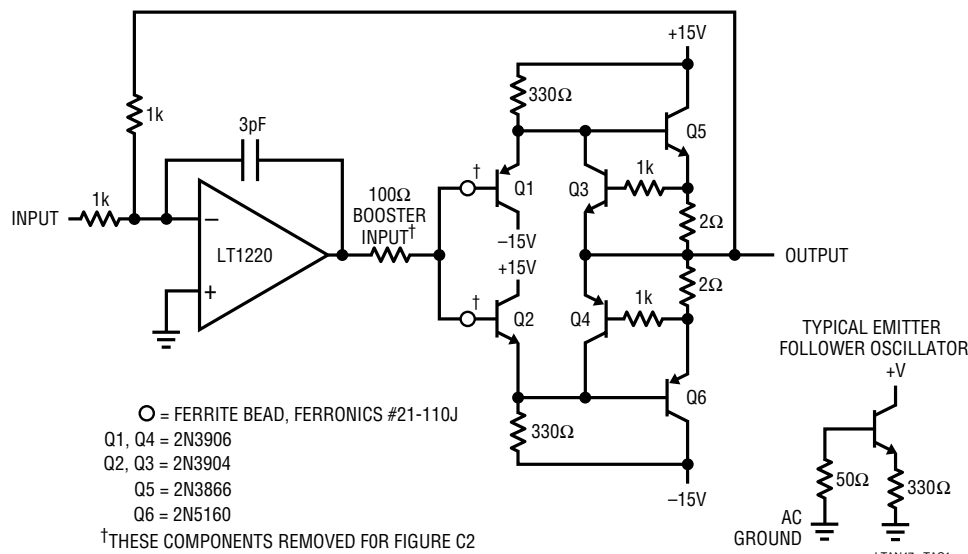 +15V
330Ω
1k
3pF
Q5
†
Q1
Q3
1k
1k
100Ω
BOOSTER
INPUT†
2Ω
INPUT
−
–15V
LT1220
OUTPUT
+15V
+
†
1k
2Ω
Q2
Q4
TYPICAL EMITTER
FOLLOWER OSCILLATOR
+V
Q6
= FERRITE BEAD, FERRONICS #21-110J
330Ω
Q1, Q4 = 2N3906
Q2, Q3 = 2N3904
Q5 = 2N3866
Q6 = 2N5160
†THESE COMPONENTS REMOVED FOR FIGURE C2
–15V
50Ω
330Ω
AC
GROUND